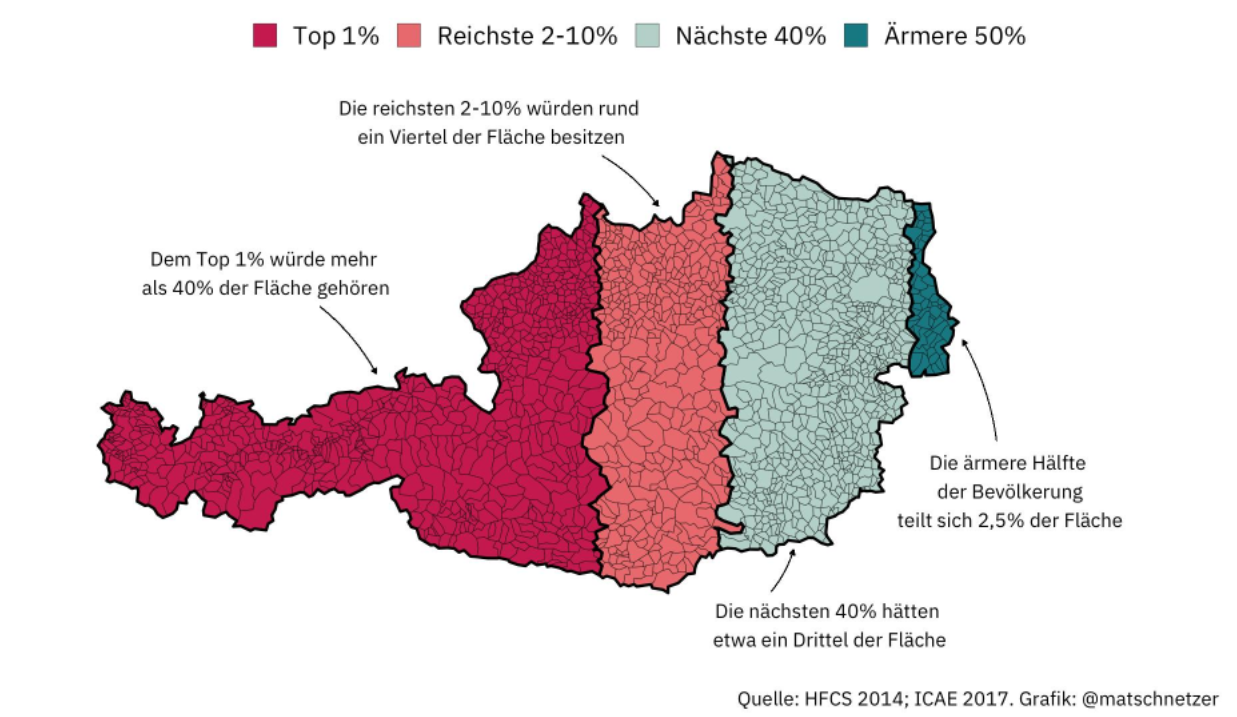 Top 1% Reichste 2-10% Nächste 40% Ärmere 50%
Die reichsten 2-10% würden rund
ein Viertel der Fläche besitzen
Dem Top 1% würde mehr
als 40% der Fläche gehören
Die ärmere Hälfte
der Bevölkerung
teilt sich 2,5% der Fläche
Die nächsten 40% hätten
etwa ein Drittel der Fläche
Quelle: HFCS 2014; ICAE 2017. Grafik: @matschnetzer